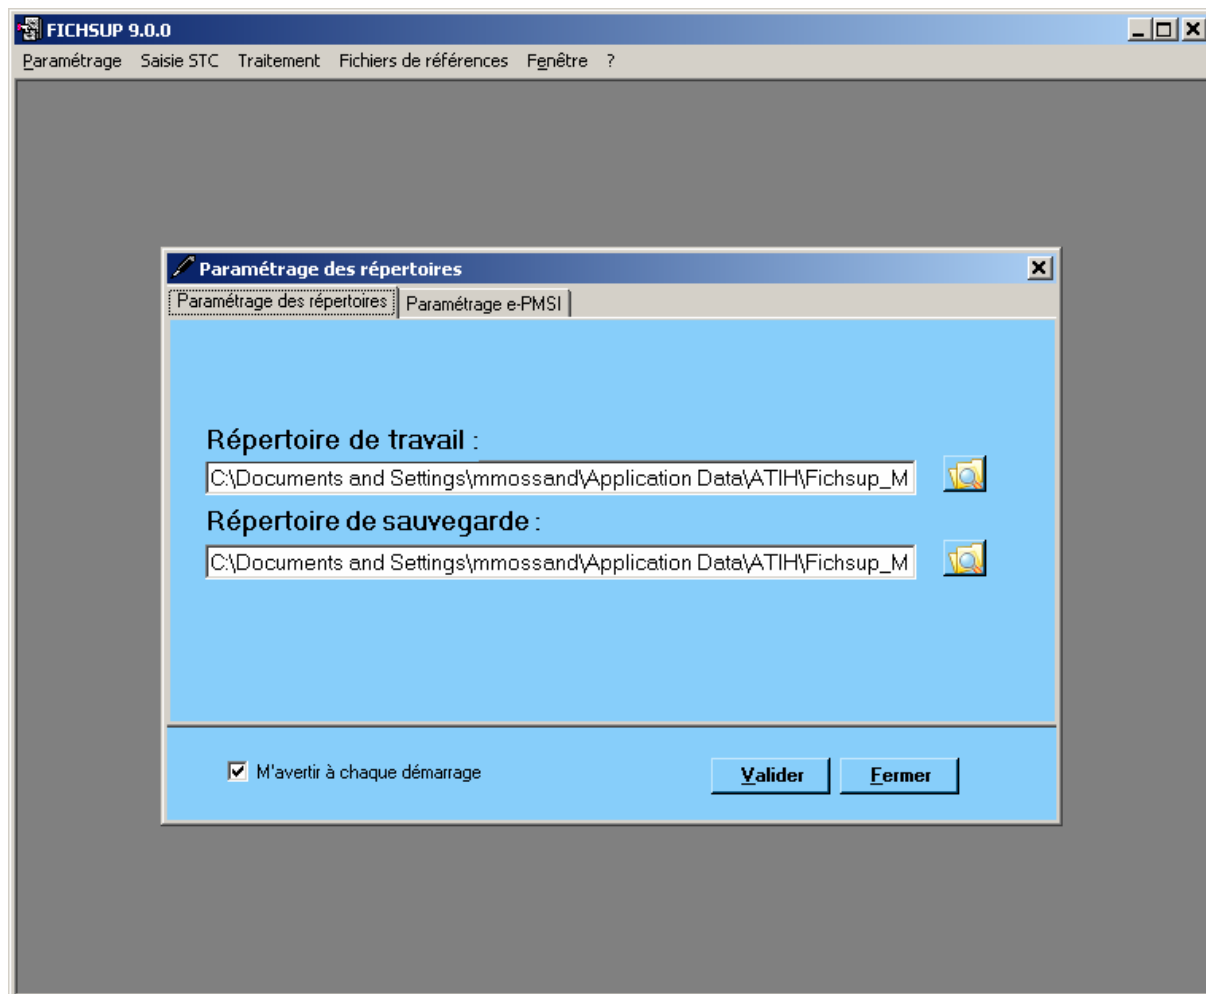 FICHSUP 9.0.0
Paramétrage Saisie STC Traitement Fichiers de références Fenêtre ?
Paramétrage des répertoires
Paramétrage des répertoires Paramétrage e-PMSI
Répertoire de travail :
C:\Documents and Settings\mmossand\Application Data\ATIH\Fichsup_M
Répertoire de sauvegarde :
C:\Documents and Settings\mmossand\Application Data\ATIH\Fichsup_M
M'avertir à chaque démarrage
Valider Fermer